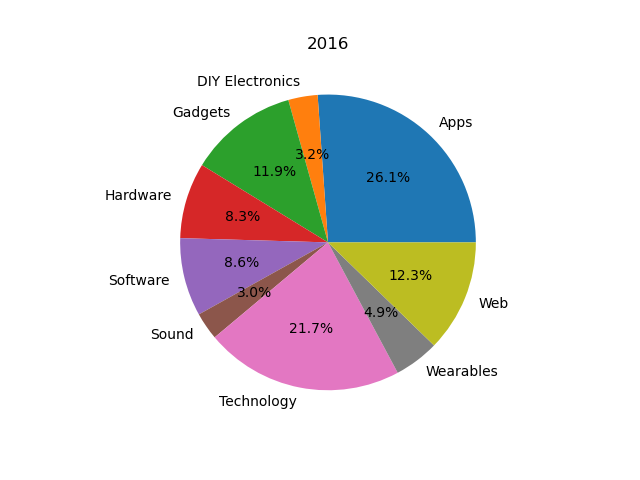 2016
DIY Electronics
Gadgets
Apps
3.2%
11.9%
26.1%
Hardware
8.3%
Software
8.6%
12.3%
3.0%
Web
4.9%
Sound
21.7%
Wearables
Technology